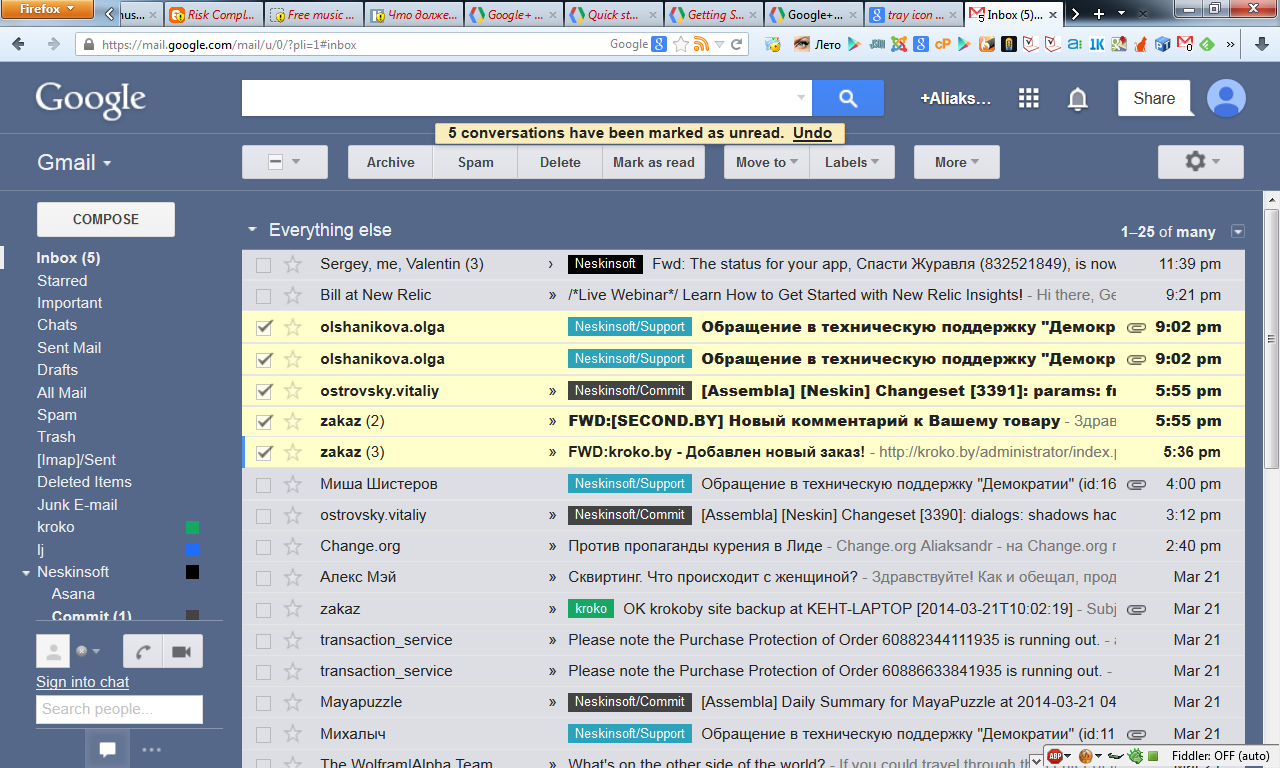 Firefox
nus...
Risk Compl...
Free music ...
Что долже...
Google+ ...
Quick st...
Getting S...
Google+...
tray icon ...
Inbox (5)...
https://mail.google.com/mail/u/0/?pli=1#inbox
Google
Лето
Google
+Aliaks...
Share
5 conversations have been marked as unread. Undo
Gmail
Archive
Spam
Delete
Mark as read
Move to
Labels
More
COMPOSE
Inbox (5)
Starred
Important
Chats
Sent Mail
Drafts
All Mail
Spam
Trash
[Imap]/Sent
Deleted Items
Junk E-mail
kroko
lj
Neskinsoft
Asana
Commit (1)
Sign into chat
Search people...
Everything else
1–25 of many
Sergey, me, Valentin (3) › Neskinsoft Fwd: The status for your app, Спасти Журавля (832521849), is now 11:39 pm
Bill at New Relic » /*Live Webinar*/ Learn How to Get Started with New Relic Insights! - Hi there, Ge 9:21 pm
olshanikova.olga Neskinsoft/Support Обращение в техническую поддержку "Демокр 9:02 pm
olshanikova.olga Neskinsoft/Support Обращение в техническую поддержку "Демокр 9:02 pm
ostrovsky.vitaliy » Neskinsoft/Commit [Assembla] [Neskin] Changeset [3391]: params: fr 5:55 pm
zakaz (2) » FWD:[SECOND.BY] Новый комментарий к Вашему товару - Здрав 5:55 pm
zakaz (3) » FWD:kroko.by - Добавлен новый заказ! - http://kroko.by/administrator/index.p 5:36 pm
Миша Шистеров Neskinsoft/Support Обращение в техническую поддержку "Демократии" (id:16 4:00 pm
ostrovsky.vitaliy » Neskinsoft/Commit [Assembla] [Neskin] Changeset [3390]: dialogs: shadows had 3:12 pm
Change.org » Против пропаганды курения в Лиде - Change.org Aliaksandr - на Change.org г 2:40 pm
Алекс Мэй » Сквиртинг. Что происходит с женщиной? - Здравствуйте! Как и обещал, прод Mar 21
zakaz » kroko OK krokoby site backup at КЕНТ-LAPTOP [2014-03-21T10:02:19] - Subj Mar 21
transaction_service » Please note the Purchase Protection of Order 60882344111935 is running out. - Mar 21
transaction_service » Please note the Purchase Protection of Order 60886633841935 is running out. - Mar 21
Mayapuzzle » Neskinsoft/Commit [Assembla] Daily Summary for MayaPuzzle at 2014-03-21 04 Mar 21
Михалыч Neskinsoft/Support Обращение в техническую поддержку "Демократии" (id:11 Mar 21
The Wolfram|Alpha Team » What's on the other side of the world? - If you could travel through th
ABP
Fiddler: OFF (auto)